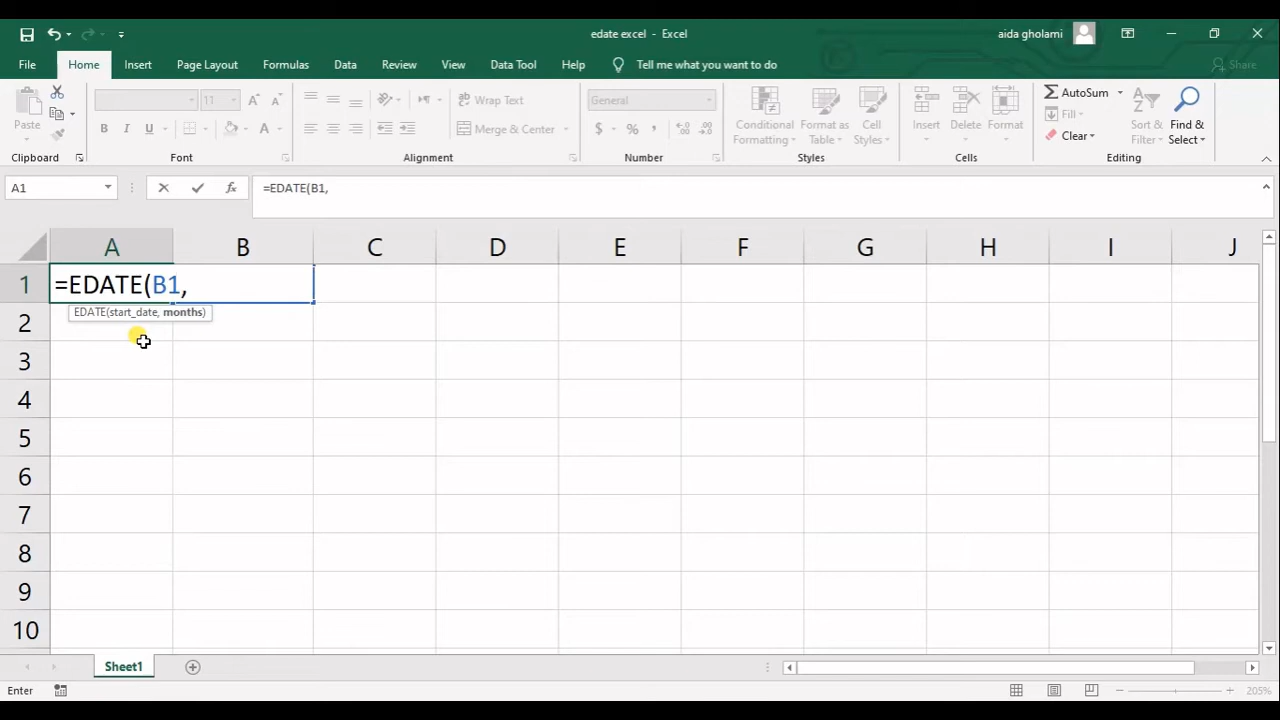 edate excel - Excel
aida gholami
File Home Insert Page Layout Formulas Data Review View Data Tool Help Tell me what you want to do Share
Paste
General
Wrap Text
Merge & Center
$ % ,
B I U
A A
Conditional Formatting
Format as Table
Cell Styles
Insert
Delete
Format
AutoSum
Fill
Clear
Sort & Filter
Find & Select
Clipboard Font Alignment Number Styles Cells Editing
A1 fx =EDATE(B1,
A B C D E F G H I J
1 =EDATE(B1,
EDATE(start_date, months)
2
3
4
5
6
7
8
9
10
Sheet1
Enter 205%